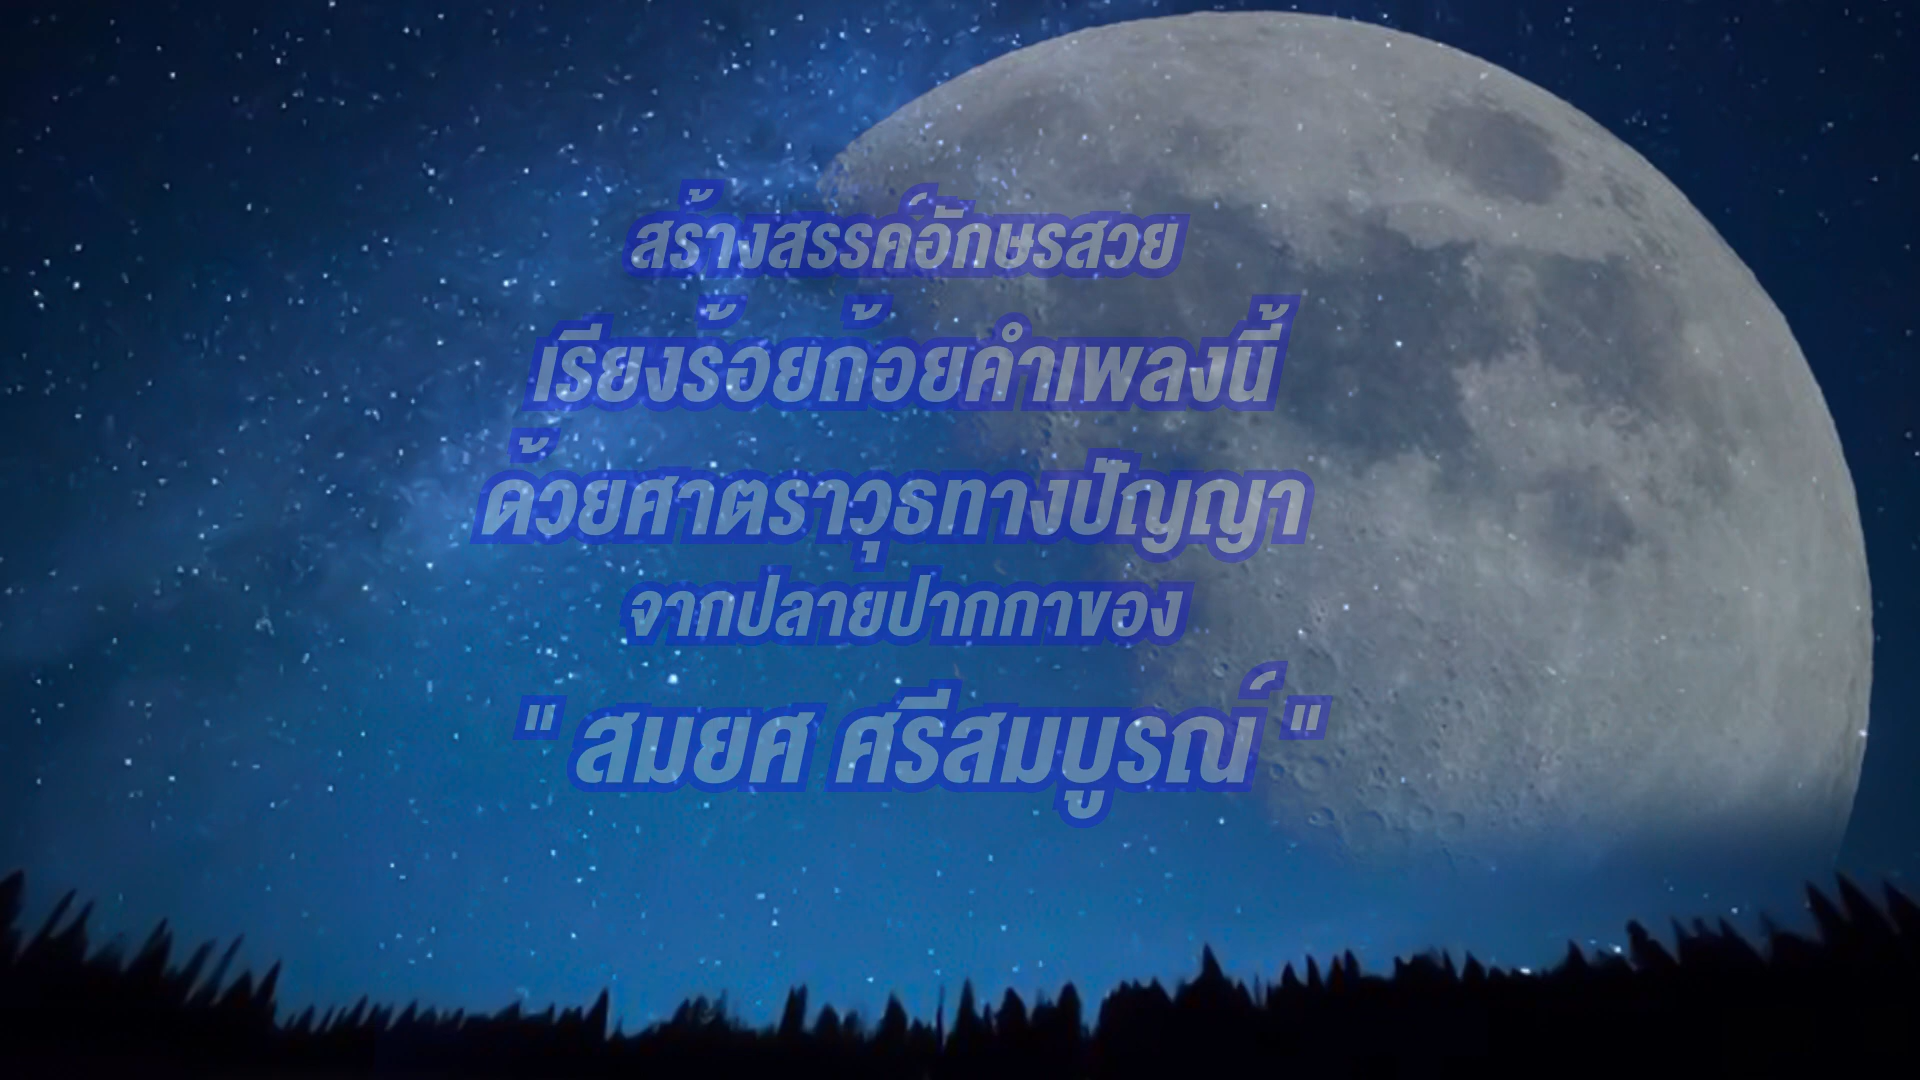 สร้างสรรค์อักษรสวย
เรียงร้อยถ้อยคำเพลงนี้
ด้วยศาตราวุธทางปัญญา
จากปลายปากกาของ
" สมยศ ศรีสมบูรณ์ "